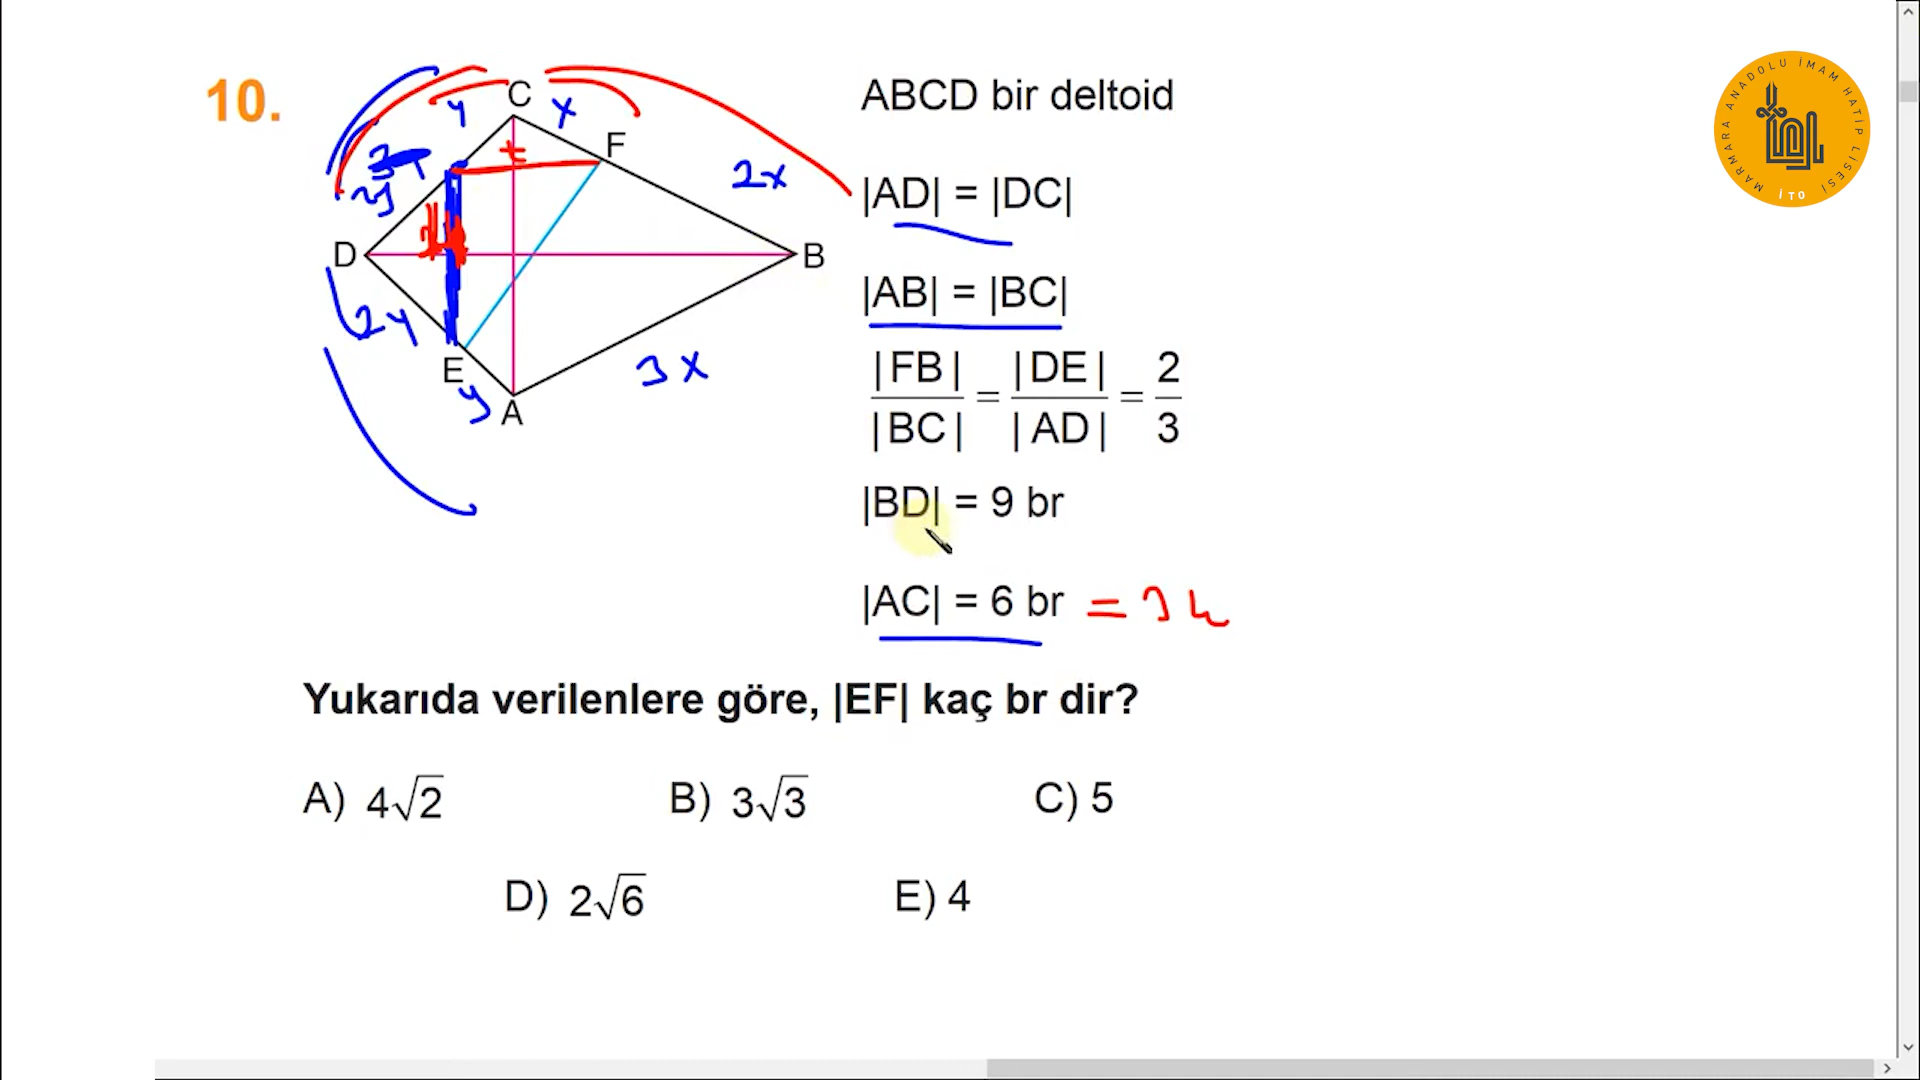 10.
ABCD bir deltoid
C
y
x
F
t
2x
2y
|AD| = |DC|
D
B
|AB| = |BC|
2y
E
3x
y
A
|FB| / |BC| = |DE| / |AD| = 2 / 3
|BD| = 9 br
|AC| = 6 br =
Yukarıda verilenlere göre, |EF| kaç br dir?
A) 4√2
B) 3√3
C) 5
D) 2√6
E) 4
MARMARA ANADOLU İMAM HATİP LİSESİ
İTO